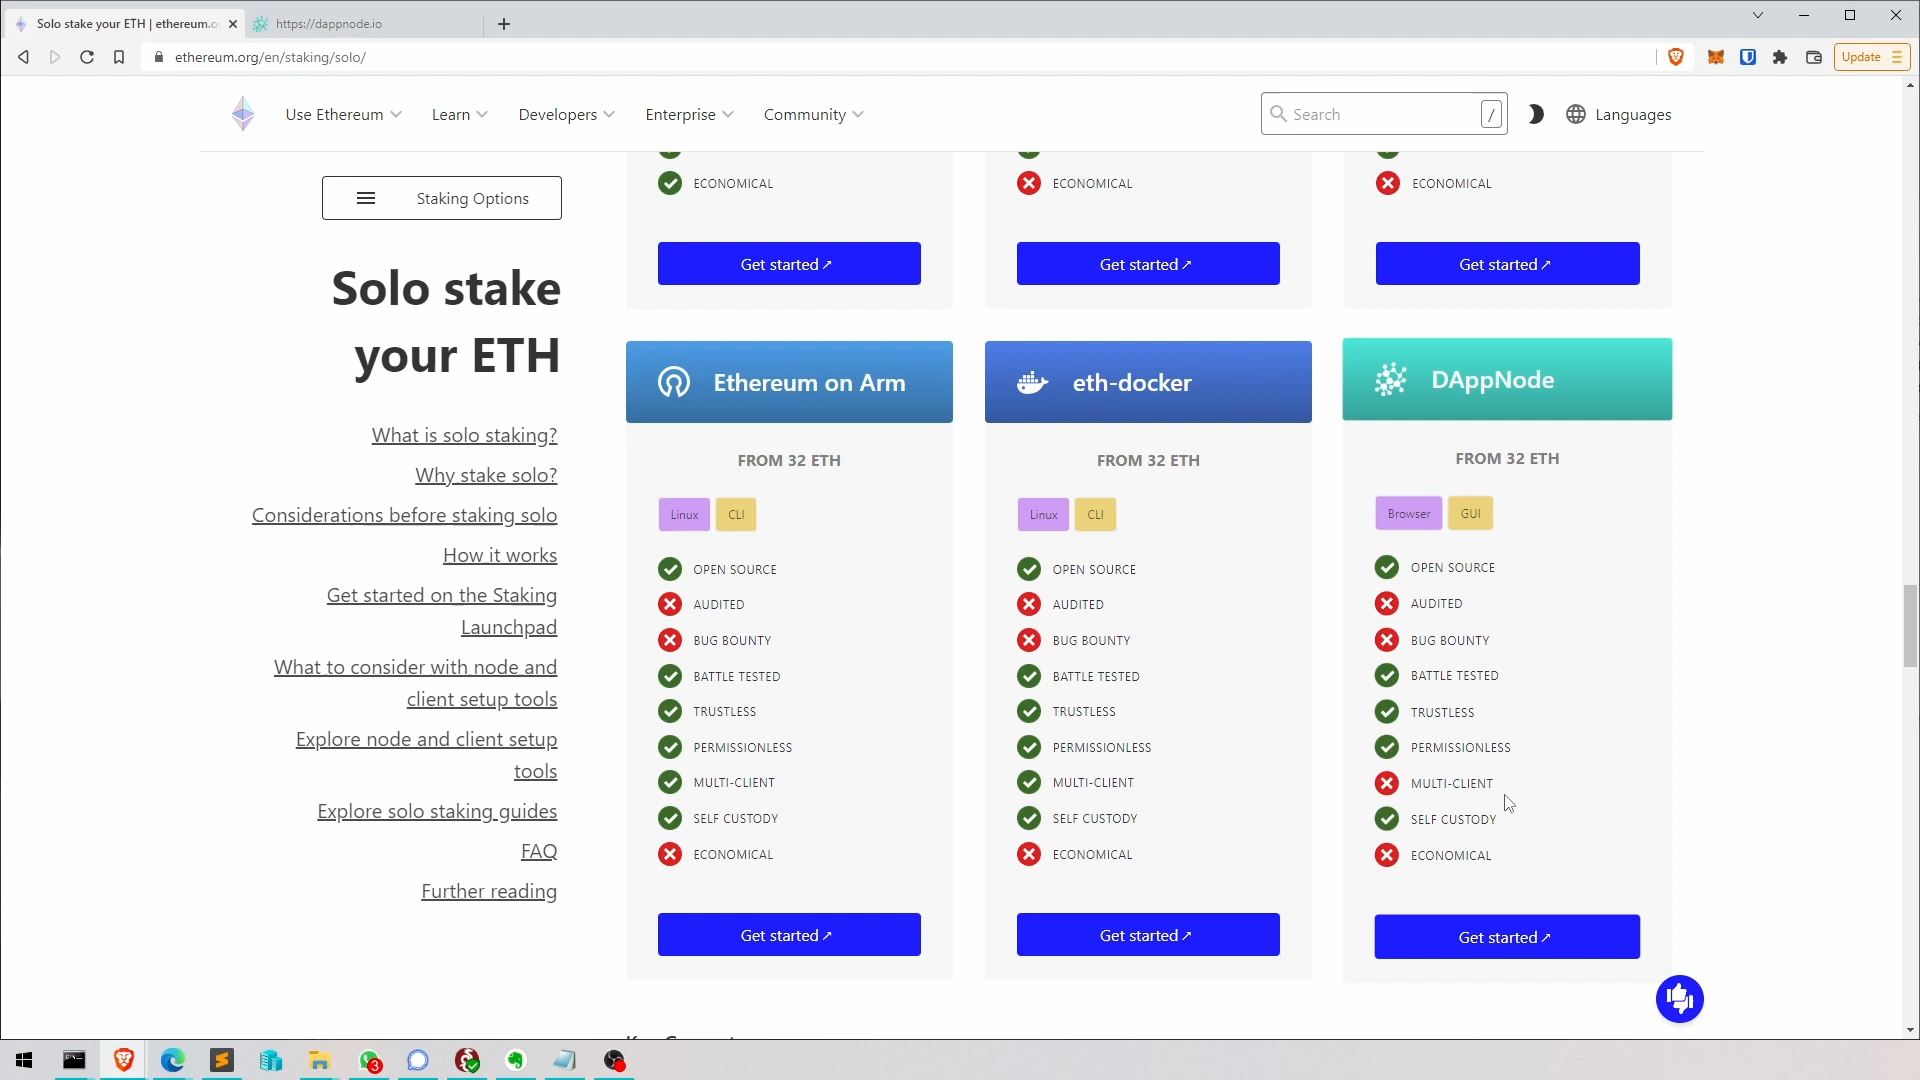 Solo stake your ETH | ethereum.o
https://dappnode.io
ethereum.org/en/staking/solo/
Update
Use Ethereum
Learn
Developers
Enterprise
Community
Search
/
Languages
Staking Options
Solo stake
your ETH
What is solo staking?
Why stake solo?
Considerations before staking solo
How it works
Get started on the Staking
Launchpad
What to consider with node and
client setup tools
Explore node and client setup
tools
Explore solo staking guides
FAQ
Further reading
ECONOMICAL
Get started ↗
ECONOMICAL
Get started ↗
ECONOMICAL
Get started ↗
Ethereum on Arm
FROM 32 ETH
Linux
CLI
OPEN SOURCE
AUDITED
BUG BOUNTY
BATTLE TESTED
TRUSTLESS
PERMISSIONLESS
MULTI-CLIENT
SELF CUSTODY
ECONOMICAL
Get started ↗
eth-docker
FROM 32 ETH
Linux
CLI
OPEN SOURCE
AUDITED
BUG BOUNTY
BATTLE TESTED
TRUSTLESS
PERMISSIONLESS
MULTI-CLIENT
SELF CUSTODY
ECONOMICAL
Get started ↗
DAppNode
FROM 32 ETH
Browser
GUI
OPEN SOURCE
AUDITED
BUG BOUNTY
BATTLE TESTED
TRUSTLESS
PERMISSIONLESS
MULTI-CLIENT
SELF CUSTODY
ECONOMICAL
Get started ↗
3